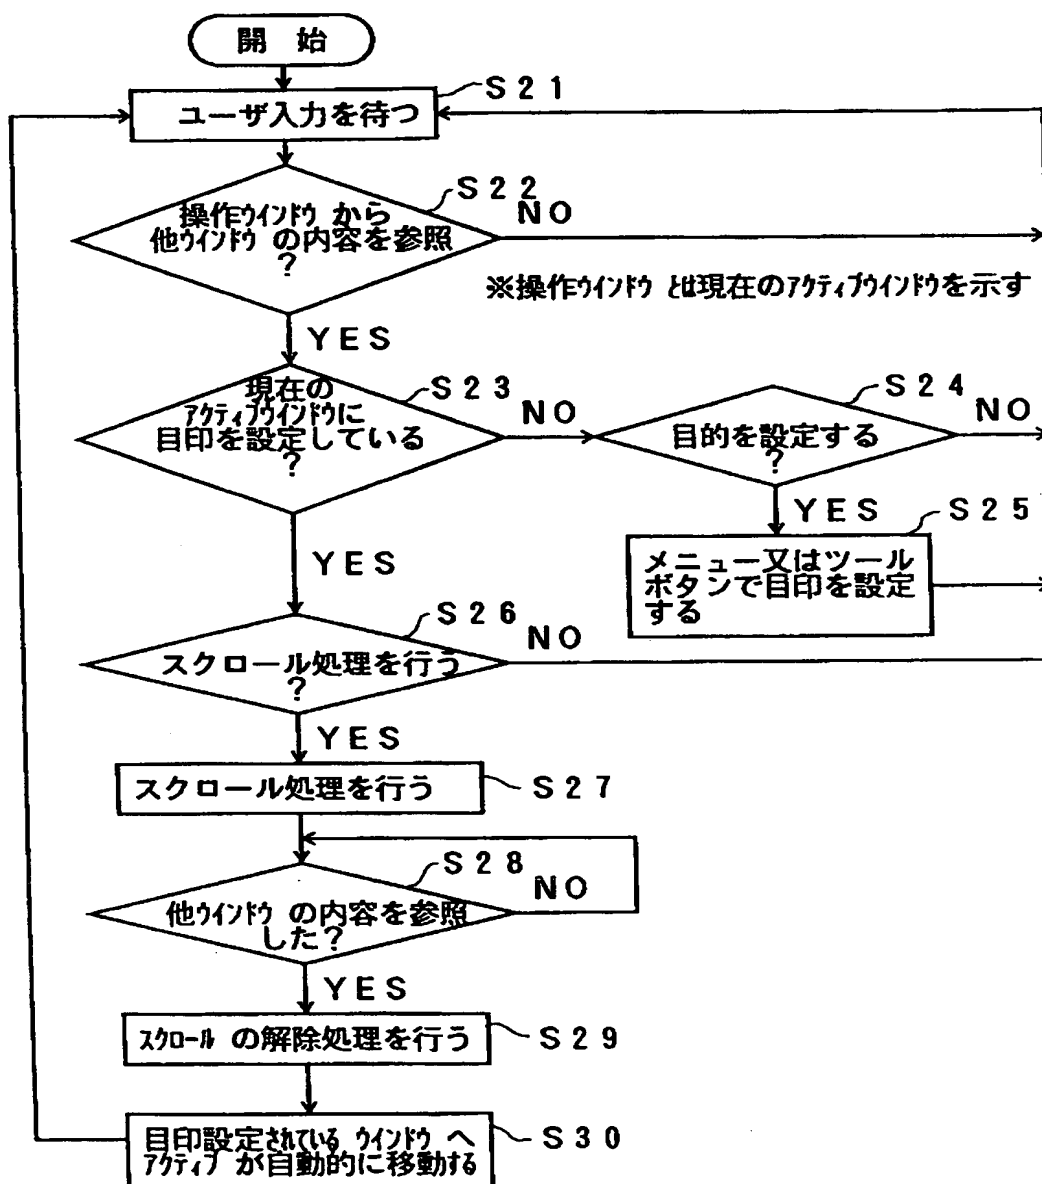 開 始
S21
ユーザ入力を待つ
S22
操作ウインドウ から
他ウインドウ の内容を参照
?
NO
※操作ウインドウ とは現在のアクティブウインドウを示す
YES
S23
現在の
アクティブウインドウに
目印を設定している
?
NO
S24
目的を設定する
?
NO
YES
S25
メニュー又はツール
ボタンで目印を設定
する
YES
S26
スクロール処理を行う
?
NO
YES
スクロール処理を行う
S27
S28
他ウインドウ の内容を参照
した?
NO
YES
スクロール の解除処理を行う
S29
目印設定されている ウインドウ へ
アクティブ が自動的に移動する
S30